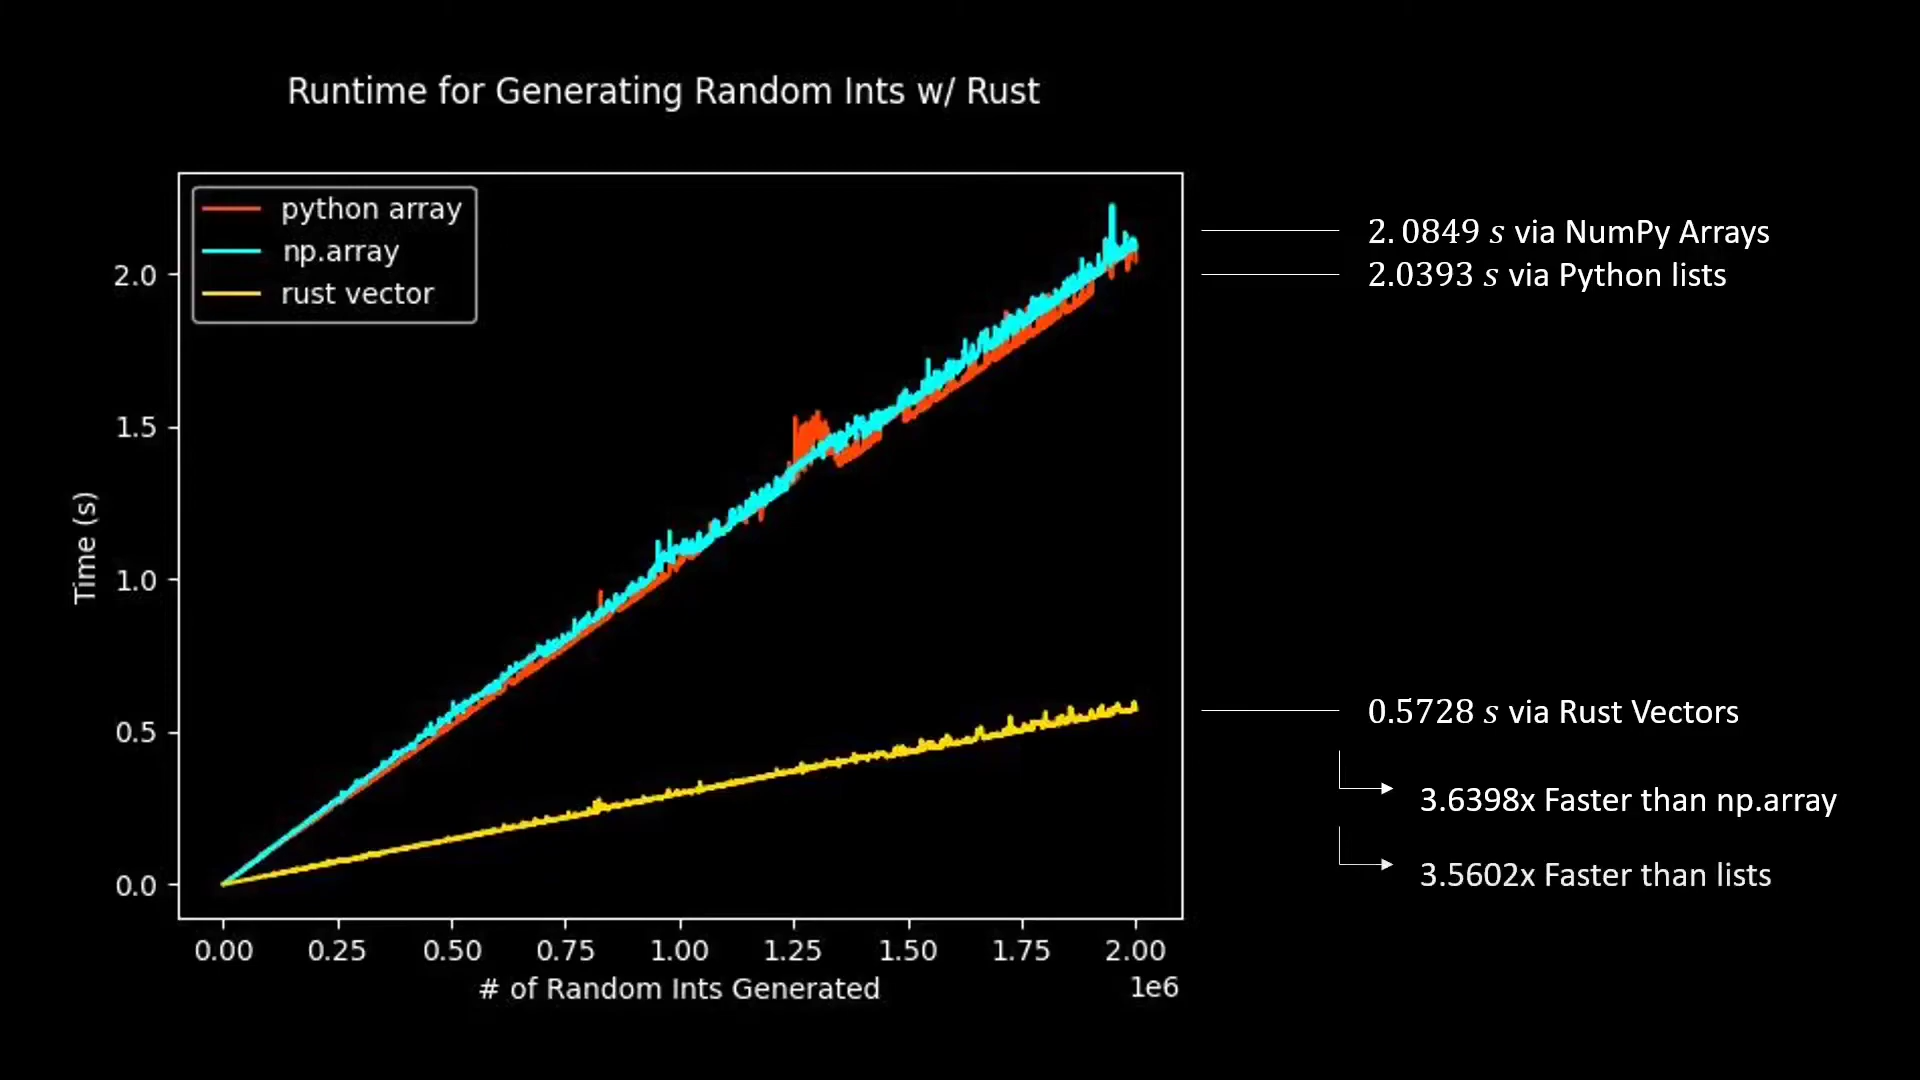 Runtime for Generating Random Ints w/ Rust
python array
np.array
rust vector
2.0
1.5
1.0
0.5
0.0
Time (s)
0.00 0.25 0.50 0.75 1.00 1.25 1.50 1.75 2.00
# of Random Ints Generated
1e6
2.0849 s via NumPy Arrays
2.0393 s via Python lists
0.5728 s via Rust Vectors
3.6398x Faster than np.array
3.5602x Faster than lists